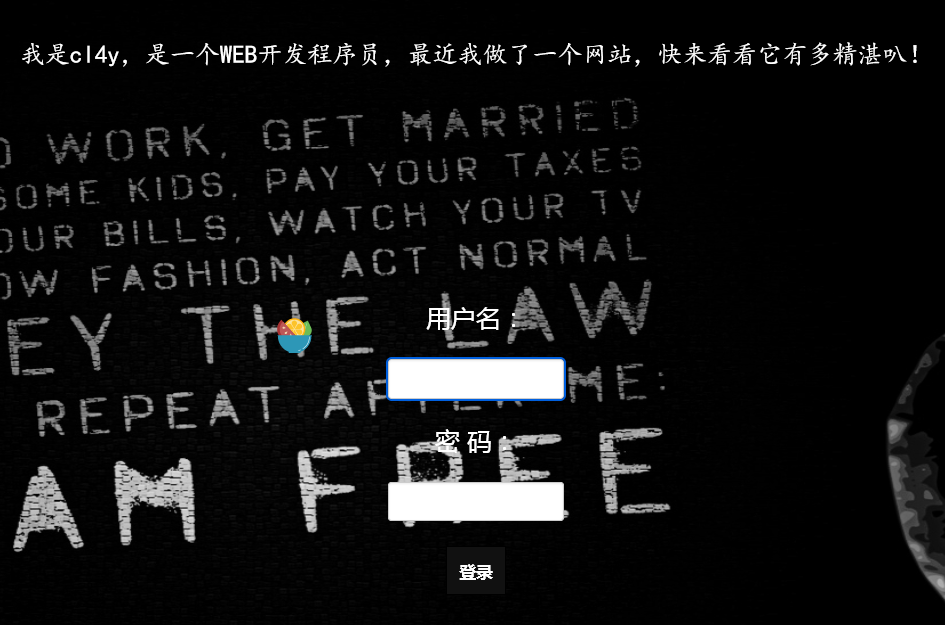 我是cl4y，是一个WEB开发程序员，最近我做了一个网站，快来看看它有多精湛叭！
WORK, GET MARRIED
SOME KIDS, PAY YOUR TAXES
OUR BILLS, WATCH YOUR TV
OW FASHION, ACT NORMAL
EY THE LAW
REPEAT AFTER ME:
AM FREE
用户名：
密 码：
登录